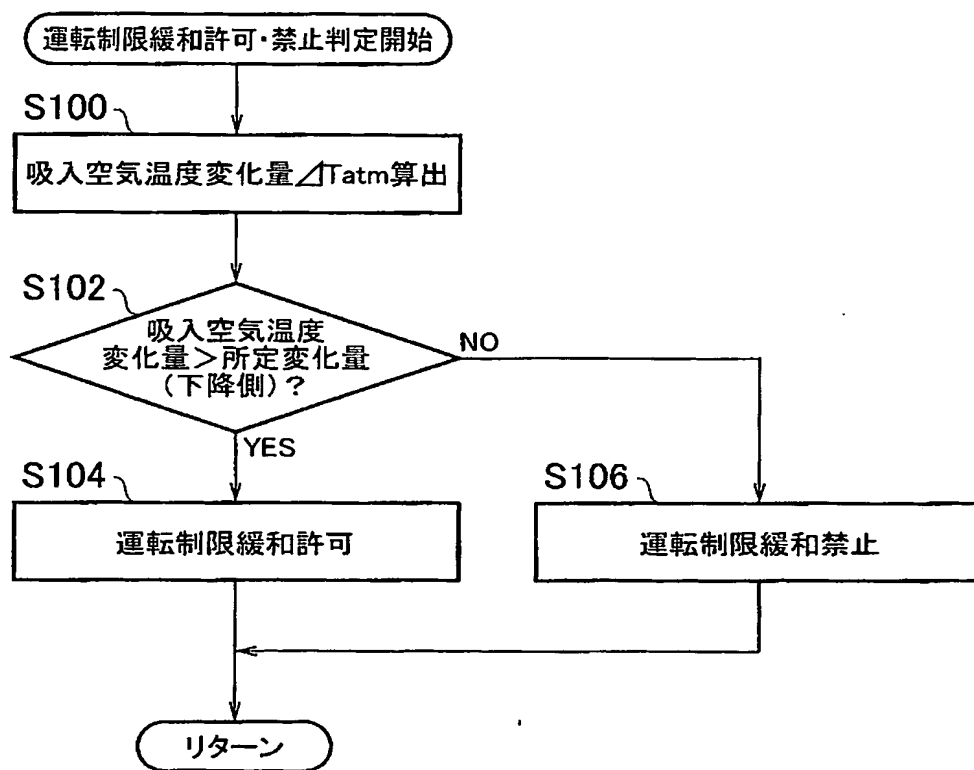 運転制限緩和許可・禁止判定開始
S100
吸入空気温度変化量⊿Tatm算出
S102
吸入空気温度
変化量＞所定変化量
（下降側）？
NO
YES
S104
運転制限緩和許可
S106
運転制限緩和禁止
リターン